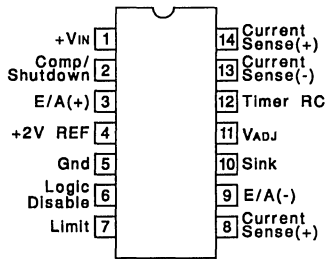 +VIN 1
Comp/
Shutdown 2
E/A(+) 3
+2V REF 4
Gnd 5
Logic
Disable 6
Limit 7
14 Current
Sense(+)
13 Current
Sense(-)
12 Timer RC
11 VADJ
10 Sink
9 E/A(-)
8 Current
Sense(+)